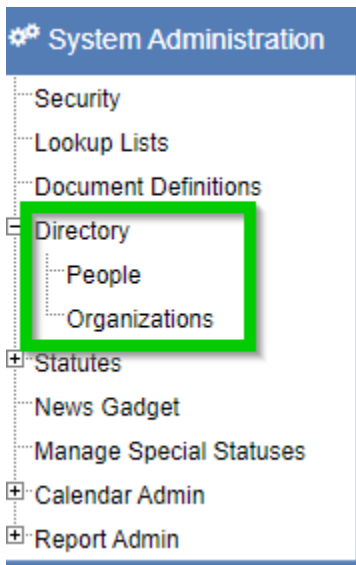 System Administration
Security
Lookup Lists
Document Definitions
Directory
People
Organizations
Statutes
News Gadget
Manage Special Statuses
Calendar Admin
Report Admin